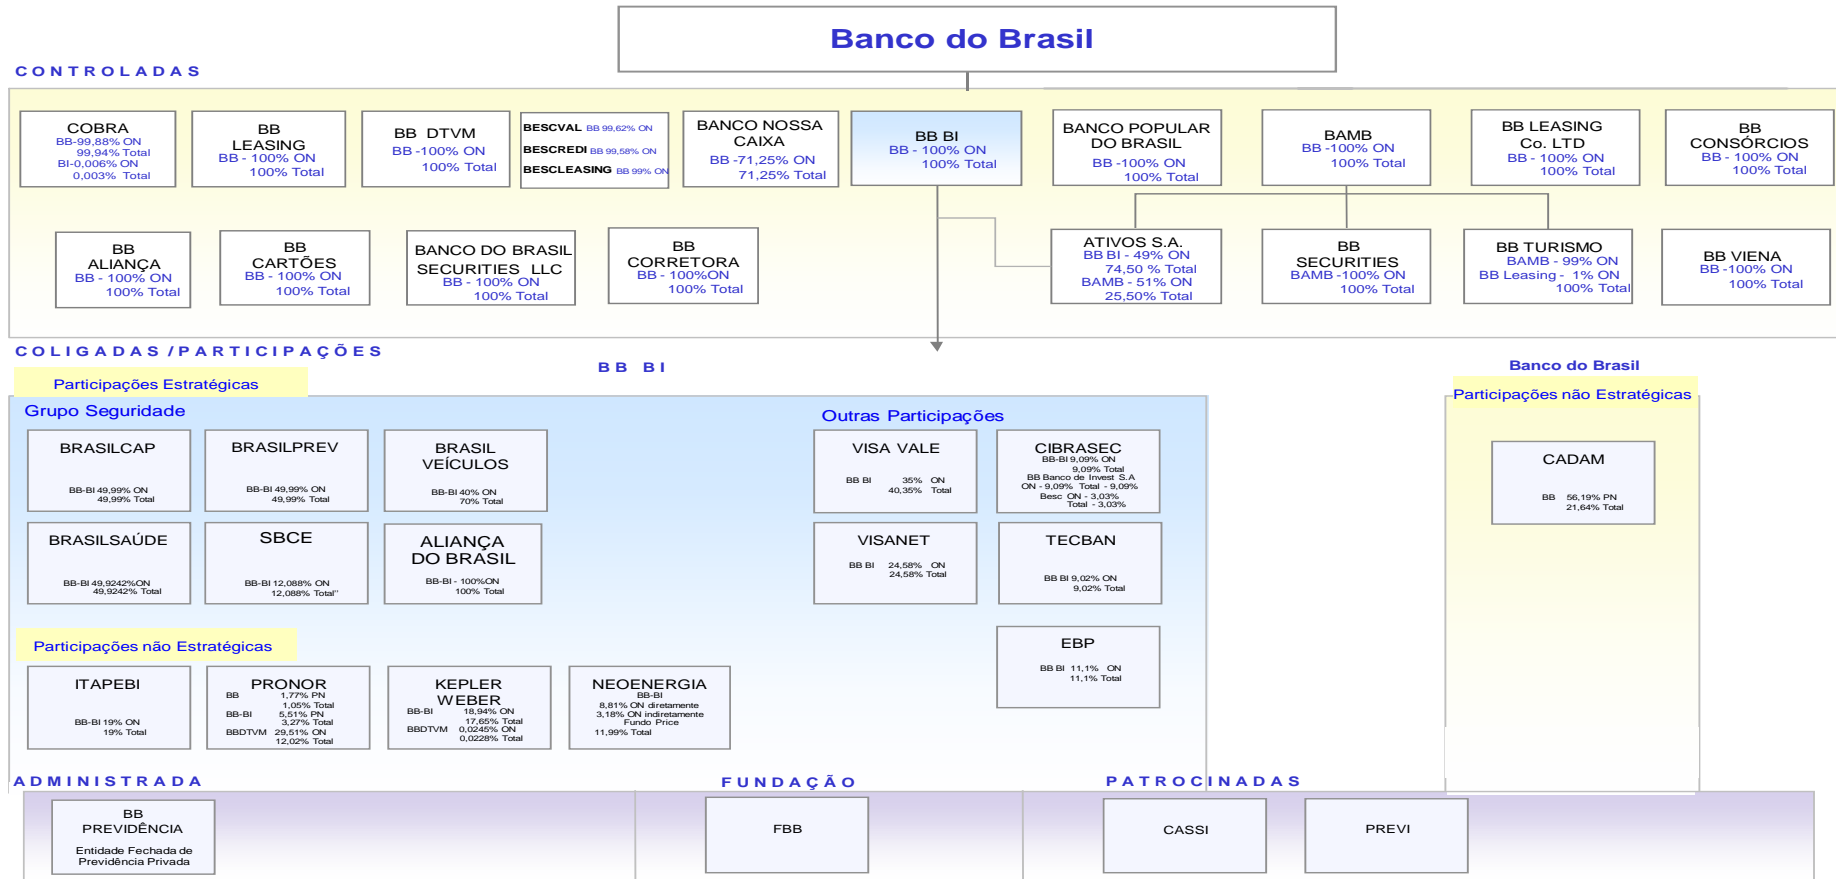 Banco do Brasil
CONTROLADAS
COBRA
BB-99,88% ON
99,94% Total
BI-0,006% ON
0,003% Total
BB
LEASING
BB - 100% ON
100% Total
BB DTVM
BB -100% ON
100% Total
BESCVAL BB 99,62% ON
BESCREDI BB 99,58% ON
BESCLEASING BB 99% ON
BANCO NOSSA
CAIXA
BB -71,25% ON
71,25% Total
BB BI
BB - 100% ON
100% Total
BANCO POPULAR
DO BRASIL
BB -100% ON
100% Total
BAMB
BB -100% ON
100% Total
BB LEASING
Co. LTD
BB - 100% ON
100% Total
BB
CONSÓRCIOS
BB - 100% ON
100% Total
BB
ALIANÇA
BB - 100% ON
100% Total
BB
CARTÕES
BB - 100% ON
100% Total
BANCO DO BRASIL
SECURITIES LLC
BB - 100% ON
100% Total
BB
CORRETORA
BB - 100%ON
100% Total
ATIVOS S.A.
BB BI - 49% ON
74,50 % Total
BAMB - 51% ON
25,50% Total
BB
SECURITIES
BAMB -100% ON
100% Total
BB TURISMO
BAMB - 99% ON
BB Leasing - 1% ON
100% Total
BB VIENA
BB -100% ON
100% Total
COLIGADAS /PARTICIPAÇÕES
BB BI
Banco do Brasil
Participações Estratégicas
Participações não Estratégicas
Grupo Seguridade
Outras Participações
BRASILCAP
BB-BI 49,99% ON
49,99% Total
BRASILPREV
BB-BI 49,99% ON
49,99% Total
BRASIL
VEÍCULOS
BB-BI 40% ON
70% Total
VISA VALE
BB BI 35% ON
40,35% Total
CIBRASEC
BB-BI 9,09% ON
9,09% Total
BB Banco de Invest S.A
ON - 9,09% Total - 9,09%
Besc ON - 3,03%
Total - 3,03%
CADAM
BB 56,19% PN
21,64% Total
BRASILSAÚDE
BB-BI 49,9242%ON
49,9242% Total
SBCE
BB-BI 12,088% ON
12,088% Total"
ALIANÇA
DO BRASIL
BB-BI - 100%ON
100% Total
VISANET
BB BI 24,58% ON
24,58% Total
TECBAN
BB BI 9,02% ON
9,02% Total
EBP
BB BI 11,1% ON
11,1% Total
Participações não Estratégicas
ITAPEBI
BB-BI 19% ON
19% Total
PRONOR
BB 1,77% PN
1,05% Total
BB-BI 5,51% PN
3,27% Total
BBDTVM 29,51% ON
12,02% Total
KEPLER
WEBER
BB-BI 18,94% ON
17,65% Total
BBDTVM 0,0245% ON
0,0228% Total
NEOENERGIA
BB-BI
8,81% ON diretamente
3,18% ON indiretamente
Fundo Price
11,99% Total
ADMINISTRADA
FUNDAÇÃO
PATROCINADAS
BB
PREVIDÊNCIA
Entidade Fechada de
Previdência Privada
FBB
CASSI
PREVI